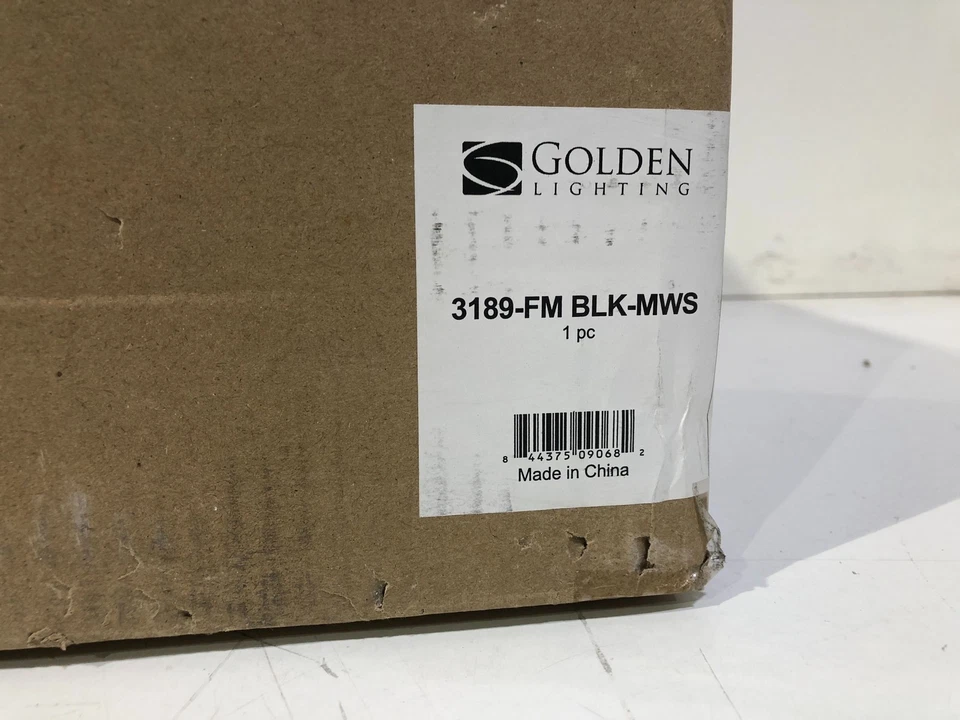 GOLDEN
LIGHTING
3189-FM BLK-MWS
1 pc
8 44375 09068 2
Made in China